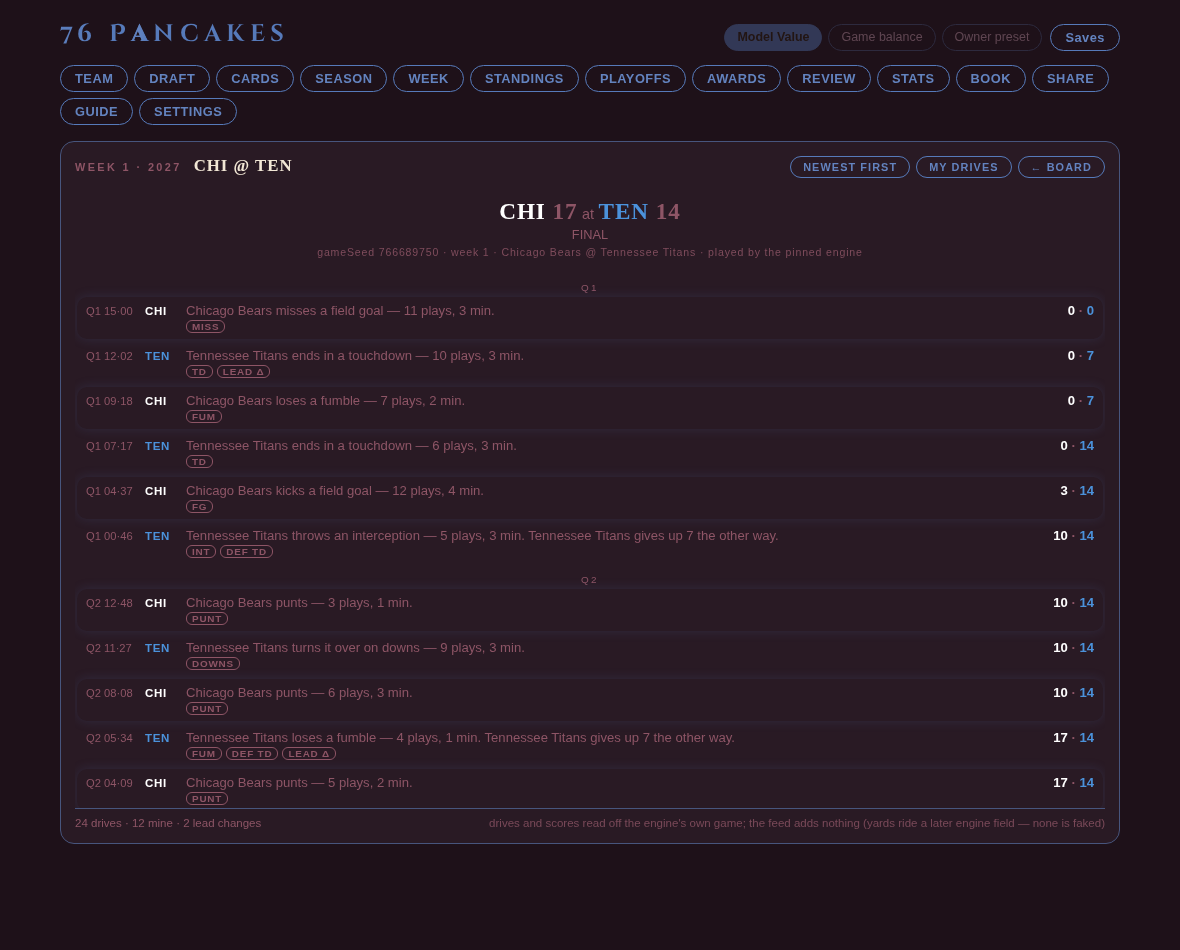 76 PANCAKES
Model Value Game balance Owner preset Saves
TEAM DRAFT CARDS SEASON WEEK STANDINGS PLAYOFFS AWARDS REVIEW STATS BOOK SHARE
GUIDE SETTINGS
WEEK 1 · 2027 CHI @ TEN NEWEST FIRST MY DRIVES ← BOARD
CHI 17 at TEN 14
FINAL
gameSeed 766689750 · week 1 · Chicago Bears @ Tennessee Titans · played by the pinned engine
Q1
Q1 15·00 CHI Chicago Bears misses a field goal — 11 plays, 3 min. 0 · 0
MISS
Q1 12·02 TEN Tennessee Titans ends in a touchdown — 10 plays, 3 min. 0 · 7
TD LEAD Δ
Q1 09·18 CHI Chicago Bears loses a fumble — 7 plays, 2 min. 0 · 7
FUM
Q1 07·17 TEN Tennessee Titans ends in a touchdown — 6 plays, 3 min. 0 · 14
TD
Q1 04·37 CHI Chicago Bears kicks a field goal — 12 plays, 4 min. 3 · 14
FG
Q1 00·46 TEN Tennessee Titans throws an interception — 5 plays, 3 min. Tennessee Titans gives up 7 the other way. 10 · 14
INT DEF TD
Q2
Q2 12·48 CHI Chicago Bears punts — 3 plays, 1 min. 10 · 14
PUNT
Q2 11·27 TEN Tennessee Titans turns it over on downs — 9 plays, 3 min. 10 · 14
DOWNS
Q2 08·08 CHI Chicago Bears punts — 6 plays, 3 min. 10 · 14
PUNT
Q2 05·34 TEN Tennessee Titans loses a fumble — 4 plays, 1 min. Tennessee Titans gives up 7 the other way. 17 · 14
FUM DEF TD LEAD Δ
Q2 04·09 CHI Chicago Bears punts — 5 plays, 2 min. 17 · 14
PUNT
24 drives · 12 mine · 2 lead changes drives and scores read off the engine's own game; the feed adds nothing (yards ride a later engine field — none is faked)